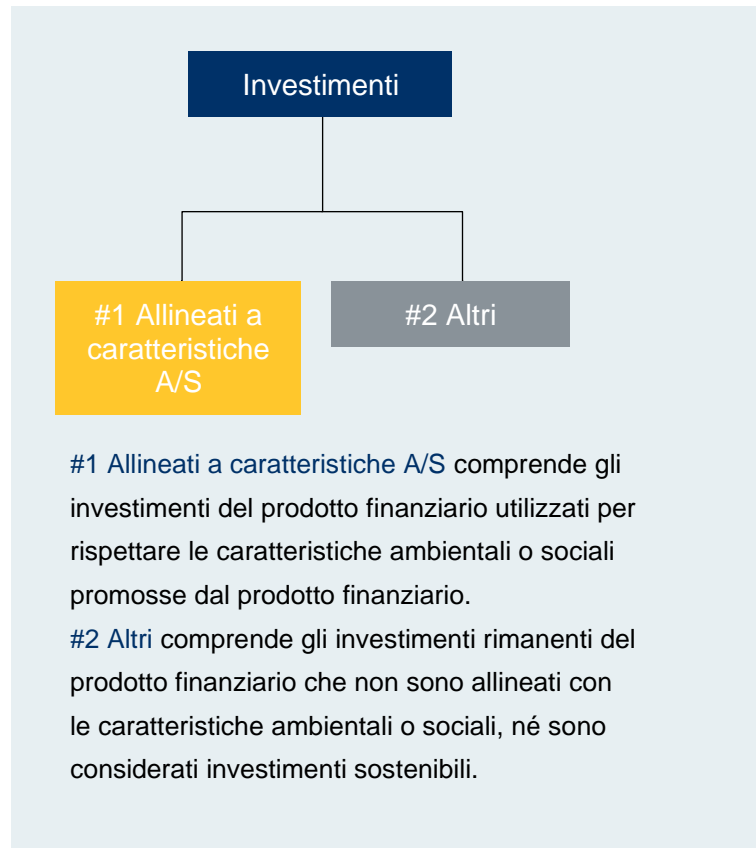 Investimenti
#1 Allineati a
caratteristiche
A/S
#2 Altri
#1 Allineati a caratteristiche A/S comprende gli
investimenti del prodotto finanziario utilizzati per
rispettare le caratteristiche ambientali o sociali
promosse dal prodotto finanziario.
#2 Altri comprende gli investimenti rimanenti del
prodotto finanziario che non sono allineati con
le caratteristiche ambientali o sociali, né sono
considerati investimenti sostenibili.